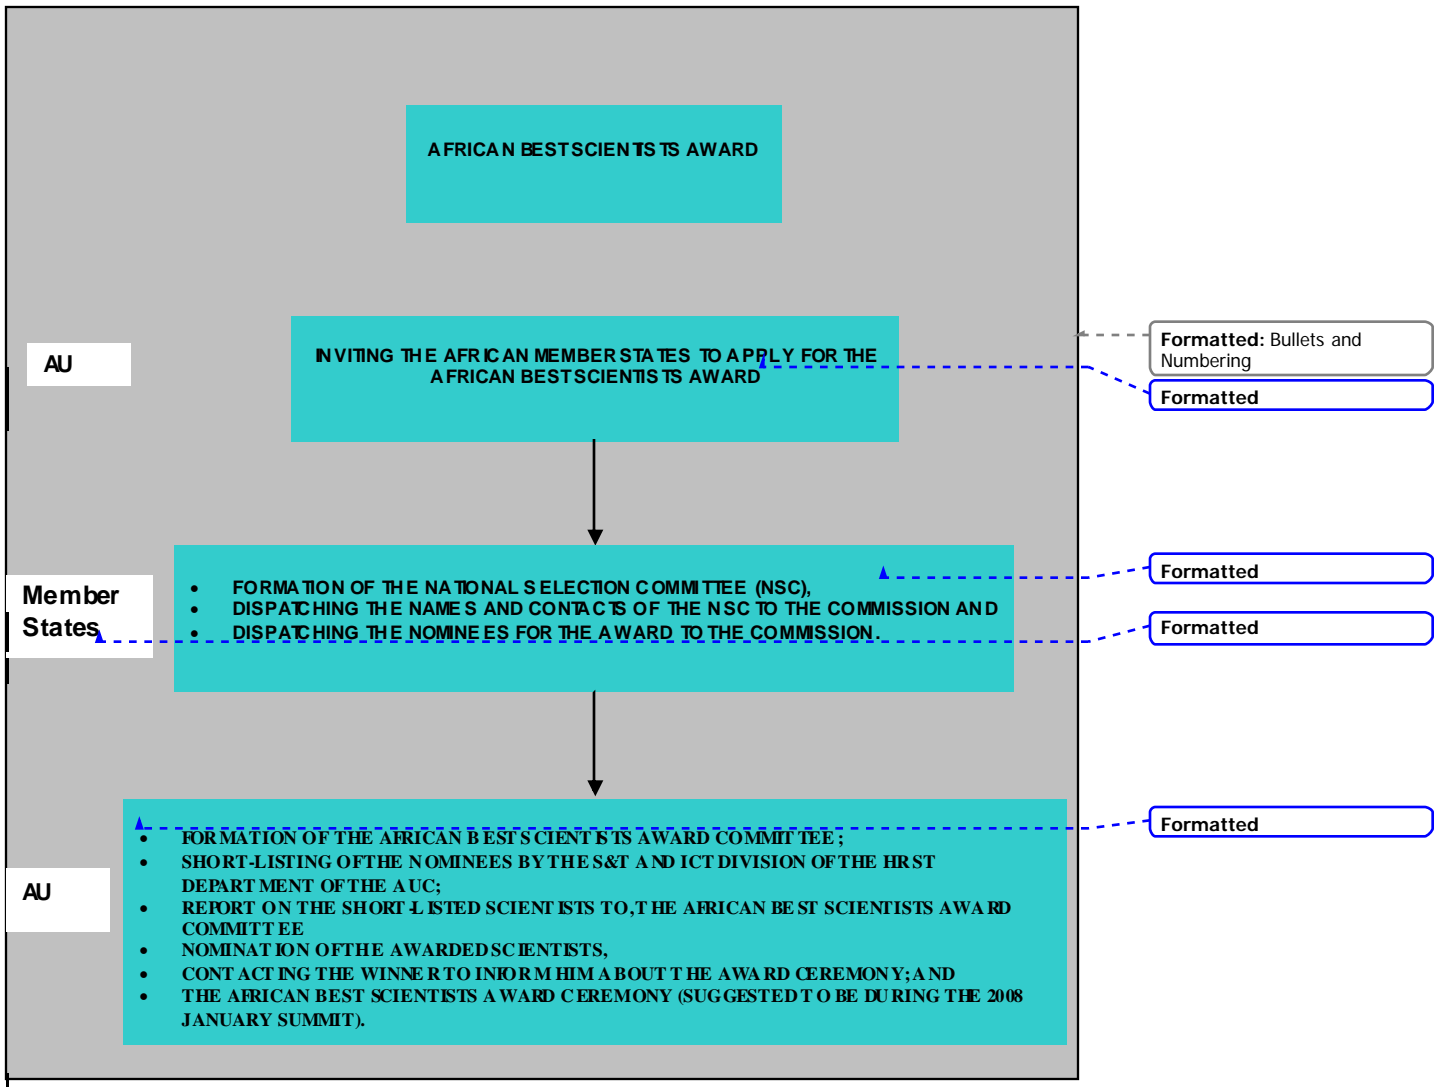 AFRICAN BEST SCIENTISTS AWARD
AU
INVITING THE AFRICAN MEMBER STATES TO APPLY FOR THE
AFRICAN BEST SCIENTISTS AWARD
Formatted: Bullets and
Numbering
Formatted
Member
States
• FORMATION OF THE NATIONAL SELECTION COMMITTEE (NSC),
• DISPATCHING THE NAMES AND CONTACTS OF THE NSC TO THE COMMISSION AND
• DISPATCHING THE NOMINEES FOR THE AWARD TO THE COMMISSION.
Formatted
Formatted
AU
• FORMATION OF THE AFRICAN BEST SCIENTISTS AWARD COMMITTEE;
• SHORT-LISTING OF THE NOMINEES BY THE S&T AND ICT DIVISION OF THE HRST
DEPARTMENT OF THE AUC;
• REPORT ON THE SHORT-LISTED SCIENTISTS TO, THE AFRICAN BEST SCIENTISTS AWARD
COMMITTEE
• NOMINATION OF THE AWARDED SCIENTISTS,
• CONTACTING THE WINNER TO INFORM HIM ABOUT THE AWARD CEREMONY; AND
• THE AFRICAN BEST SCIENTISTS AWARD CEREMONY (SUGGESTED TO BE DURING THE 2008
JANUARY SUMMIT).
Formatted